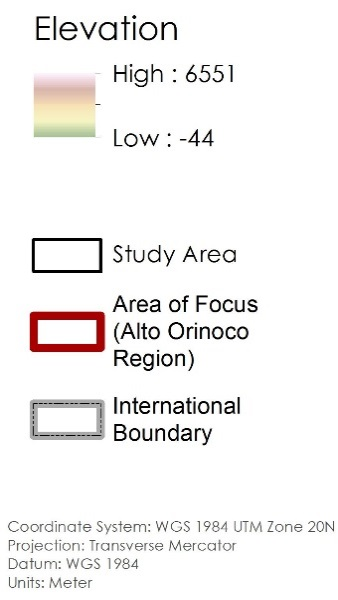 Elevation
High : 6551
Low : -44
Study Area
Area of Focus
(Alto Orinoco
Region)
International
Boundary
Coordinate System: WGS 1984 UTM Zone 20N
Projection: Transverse Mercator
Datum: WGS 1984
Units: Meter